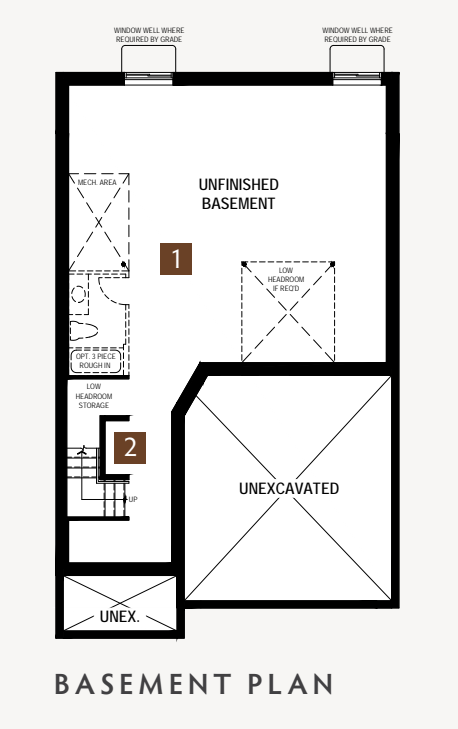 WINDOW WELL WHERE
REQUIRED BY GRADE
WINDOW WELL WHERE
REQUIRED BY GRADE
MECH. AREA
UNFINISHED
BASEMENT
1
LOW
HEADROOM
IF REQ'D
OPT. 3 PIECE
ROUGH IN
LOW
HEADROOM
STORAGE
2
UP
UNEXCAVATED
UNEX.
BASEMENT PLAN